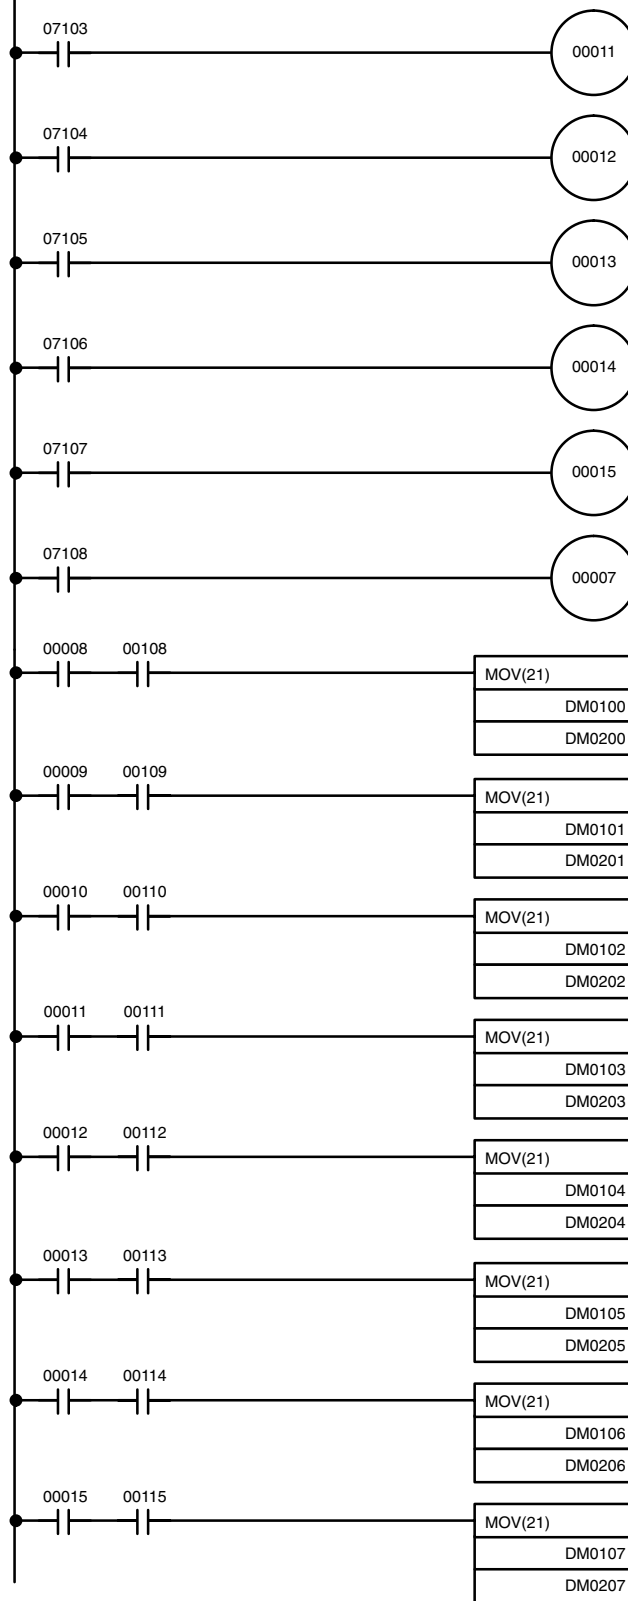 07103
00011
07104
00012
07105
00013
07106
00014
07107
00015
07108
00007
00008 00108
MOV(21)
DM0100
DM0200
00009 00109
MOV(21)
DM0101
DM0201
00010 00110
MOV(21)
DM0102
DM0202
00011 00111
MOV(21)
DM0103
DM0203
00012 00112
MOV(21)
DM0104
DM0204
00013 00113
MOV(21)
DM0105
DM0205
00014 00114
MOV(21)
DM0106
DM0206
00015 00115
MOV(21)
DM0107
DM0207